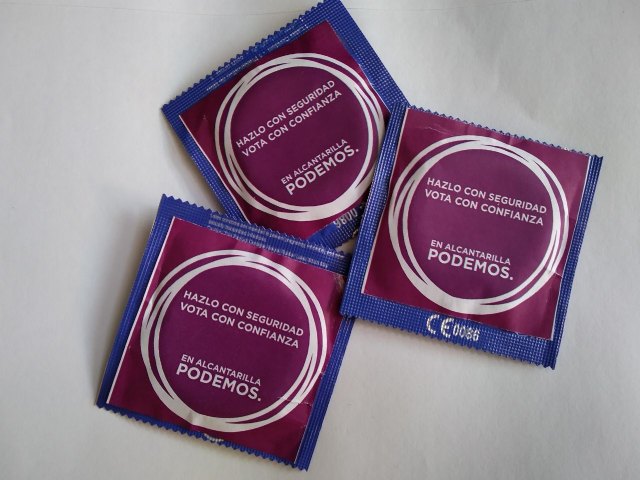 HAZLO CON SEGURIDAD
VOTA CON CONFIANZA
EN ALCANTARILLA
PODEMOS.
0086
HAZLO CON SEGURIDAD
VOTA CON CONFIANZA
EN ALCANTARILLA
PODEMOS.
CE0086
HAZLO CON SEGURIDAD
VOTA CON CONFIANZA
EN ALCANTARILLA
PODEMOS.